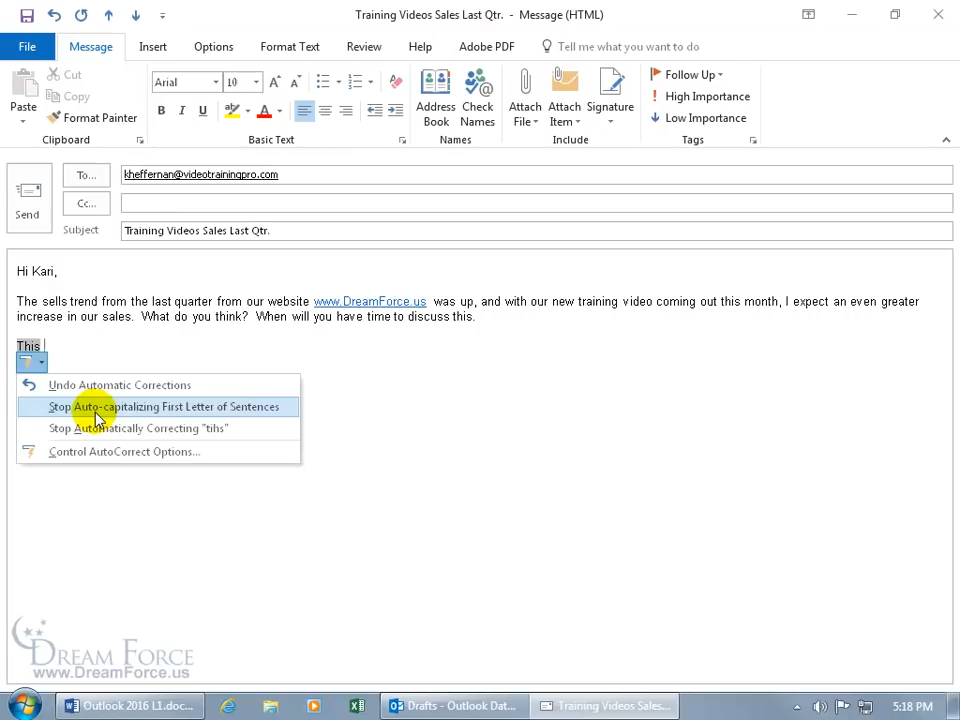 Training Videos Sales Last Qtr. - Message (HTML)
File Message Insert Options Format Text Review Help Adobe PDF Tell me what you want to do
Paste
Cut
Copy
Format Painter
Clipboard
Arial 10
B I U A
Basic Text
Address Book
Check Names
Names
Attach File
Attach Item
Signature
Include
Follow Up
High Importance
Low Importance
Tags
Send
To... kheffernan@videotrainingpro.com
Cc...
Subject Training Videos Sales Last Qtr.
Hi Kari,
The sells trend from the last quarter from our website www.DreamForce.us was up, and with our new training video coming out this month, I expect an even greater
increase in our sales. What do you think? When will you have time to discuss this.
This
Undo Automatic Corrections
Stop Auto-capitalizing First Letter of Sentences
Stop Automatically Correcting "tihs"
Control AutoCorrect Options...
DREAM FORCE
www.DreamForce.us
Outlook 2016 L1.doc... Drafts - Outlook Dat... Training Videos Sales... 5:18 PM